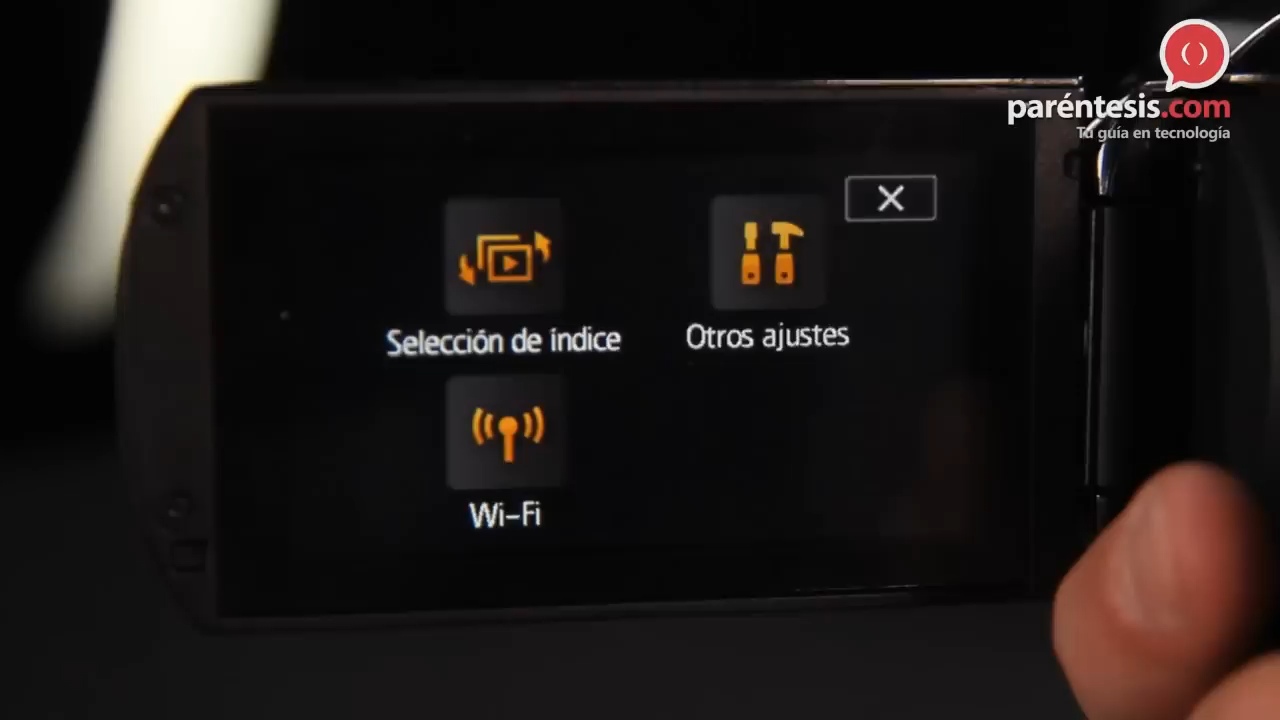 paréntesis.com
Tu guía en tecnología
Selección de índice
Otros ajustes
Wi-Fi